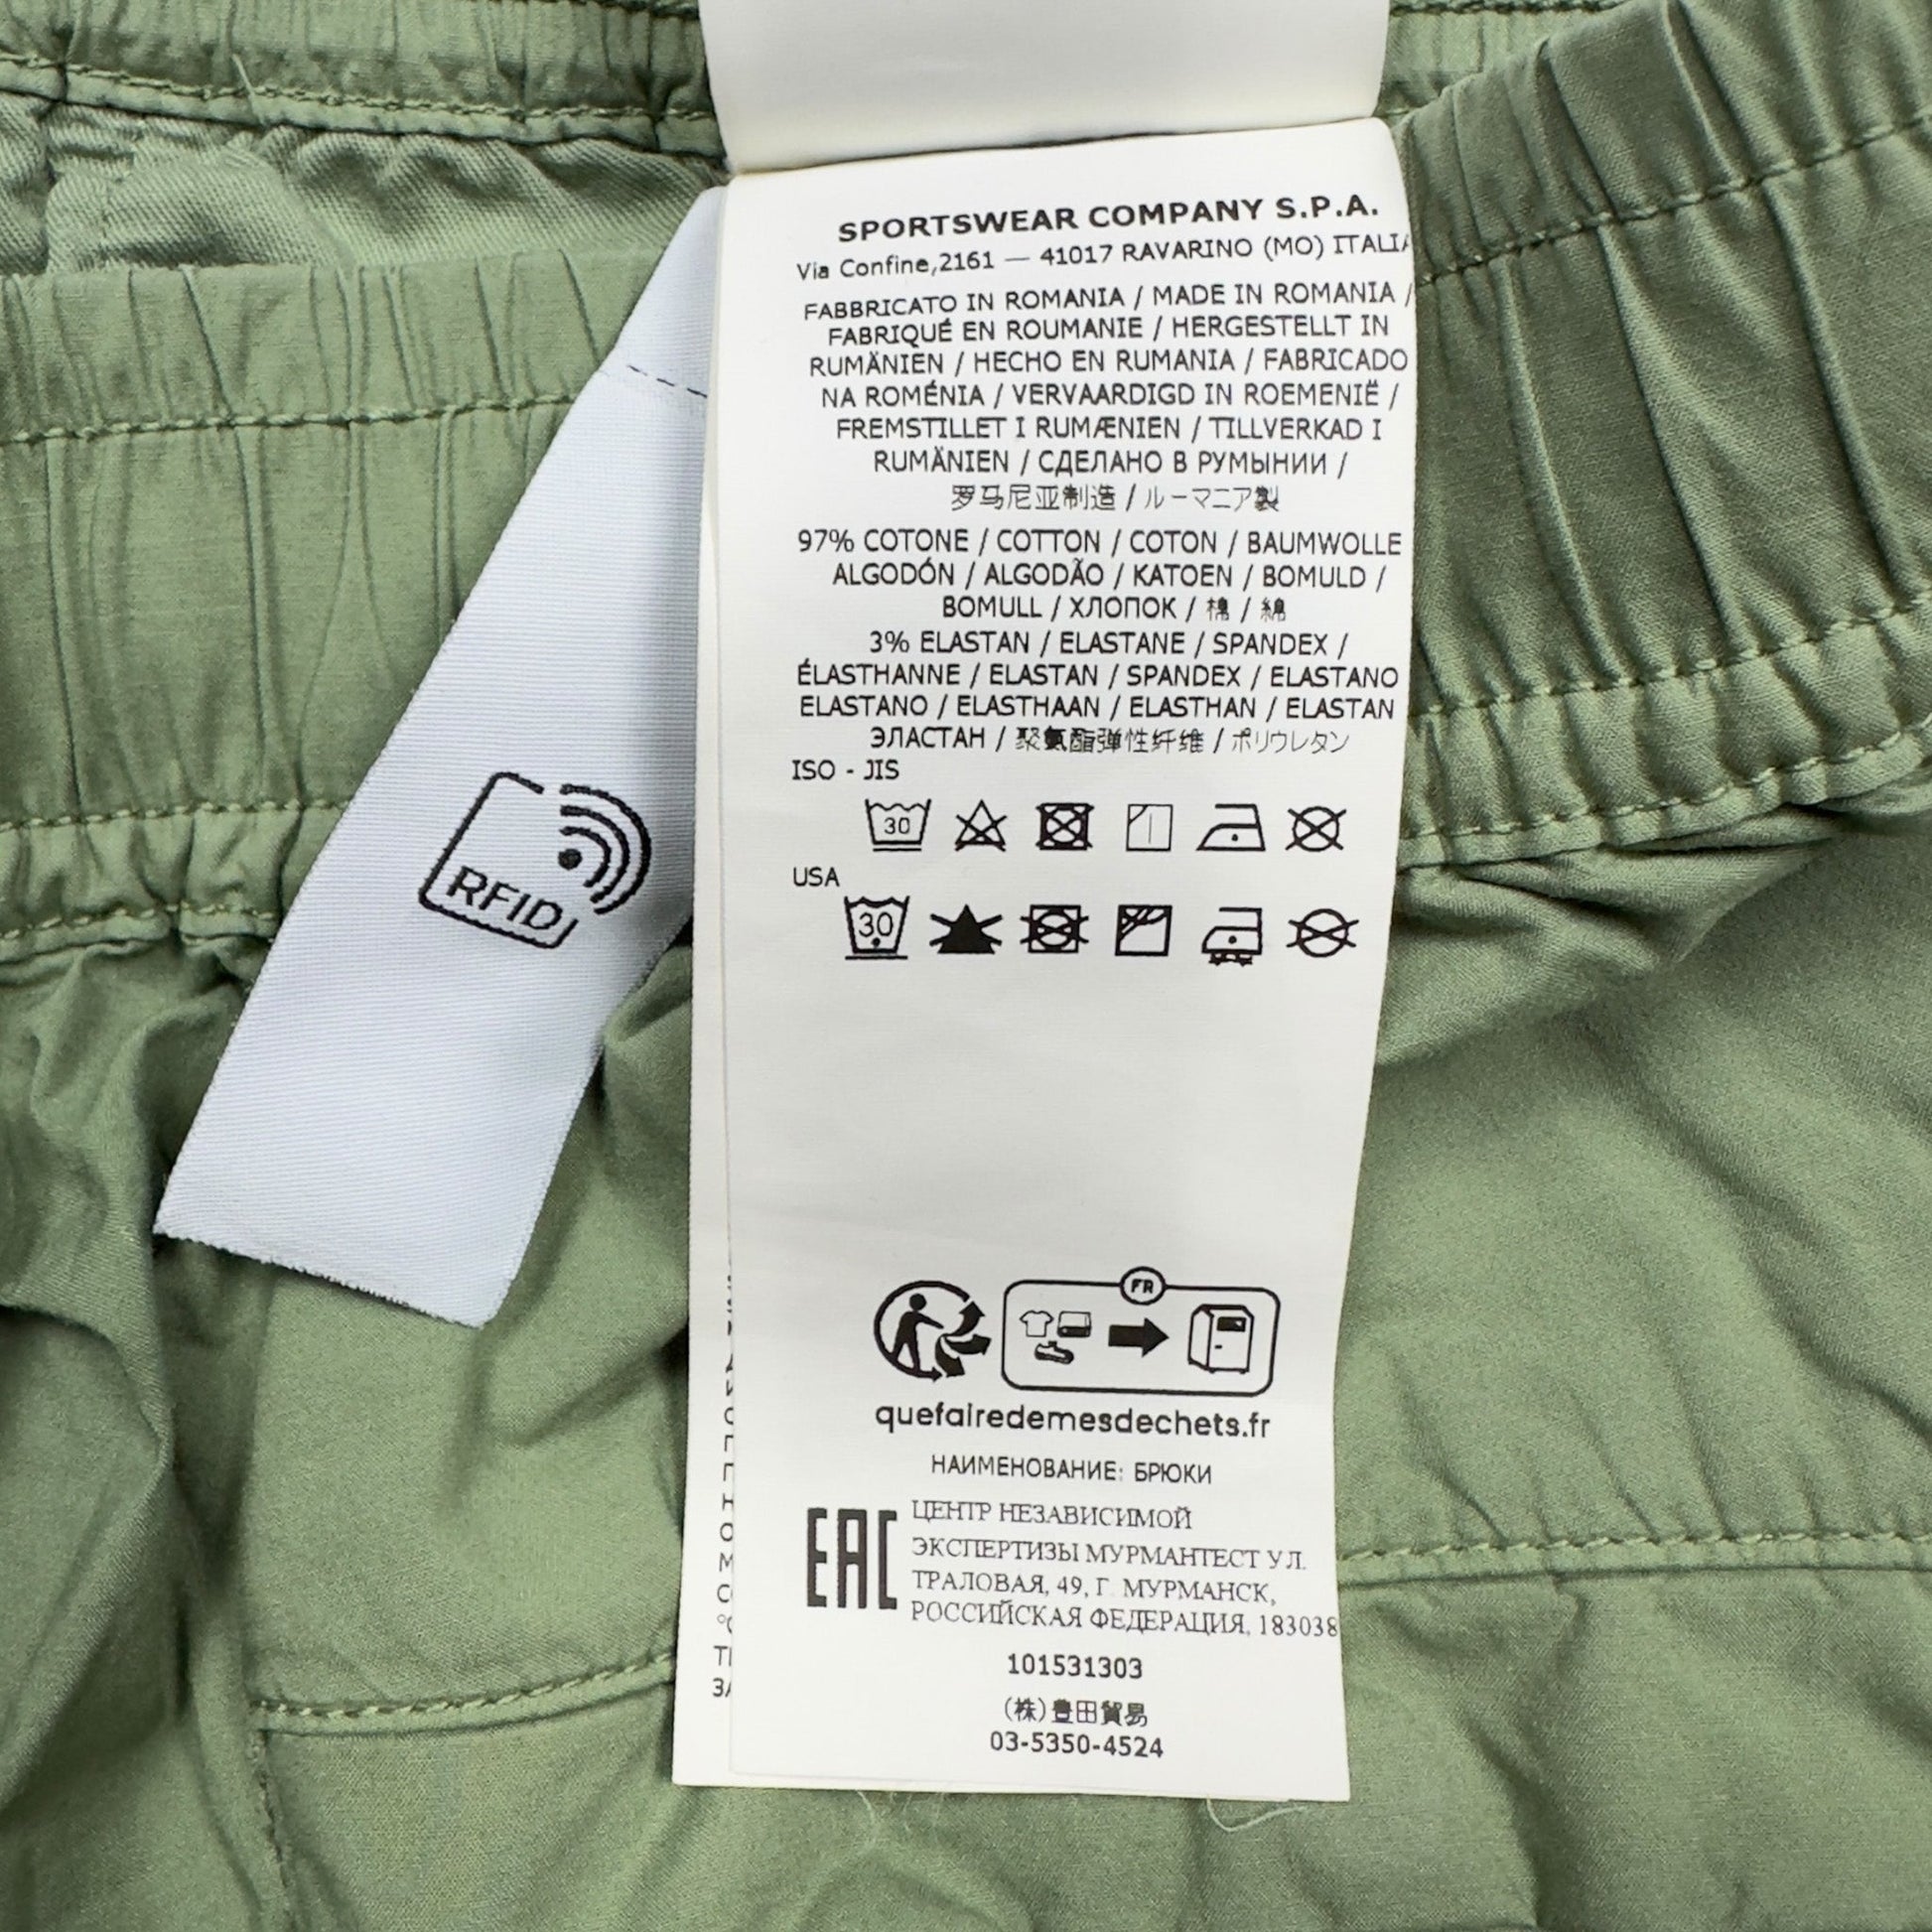 SPORTSWEAR COMPANY S.P.A.
Via Confine,2161 — 41017 RAVARINO (MO) ITALIA
FABBRICATO IN ROMANIA / MADE IN ROMANIA /
FABRIQUÉ EN ROUMANIE / HERGESTELLT IN
RUMÄNIEN / HECHO EN RUMANIA / FABRICADO
NA ROMÉNIA / VERVAARDIGD IN ROEMENIË /
FREMSTILLET I RUMÆNIEN / TILLVERKAD I
RUMÄNIEN / СДЕЛАНО В РУМЫНИИ /
罗马尼亚制造 / ルーマニア製
97% COTONE / COTTON / COTON / BAUMWOLLE
ALGODÓN / ALGODÃO / KATOEN / BOMULD /
BOMULL / ХЛОПОК / 棉 / 綿
3% ELASTAN / ELASTANE / SPANDEX /
ÉLASTHANNE / ELASTAN / SPANDEX / ELASTANO
ELASTANO / ELASTHAAN / ELASTHAN / ELASTAN
ЭЛАСТАН / 聚氨酯弹性纤维 / ポリウレタン
ISO - JIS
30
USA
30
RFID
FR
quefairedemesdechets.fr
НАИМЕНОВАНИЕ: БРЮКИ
EAC
ЦЕНТР НЕЗАВИСИМОЙ
ЭКСПЕРТИЗЫ МУРМАНТЕСТ УЛ.
ТРАЛОВАЯ, 49, Г. МУРМАНСК,
РОССИЙСКАЯ ФЕДЕРАЦИЯ, 183038
101531303
(株)豊田貿易
03-5350-4524